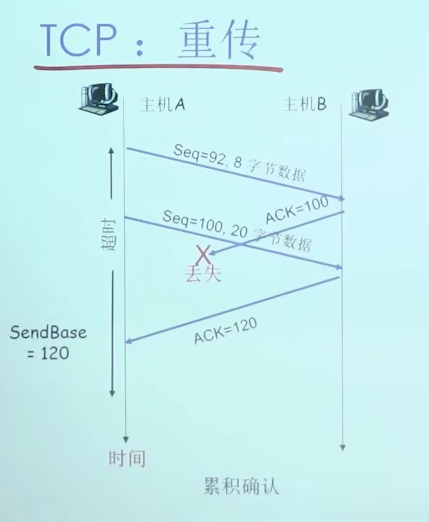 TCP：重传
主机A
主机B
Seq=92, 8 字节数据
ACK=100
Seq=100, 20 字节数据
X
丢失
超时
ACK=120
SendBase
= 120
时间
累积确认